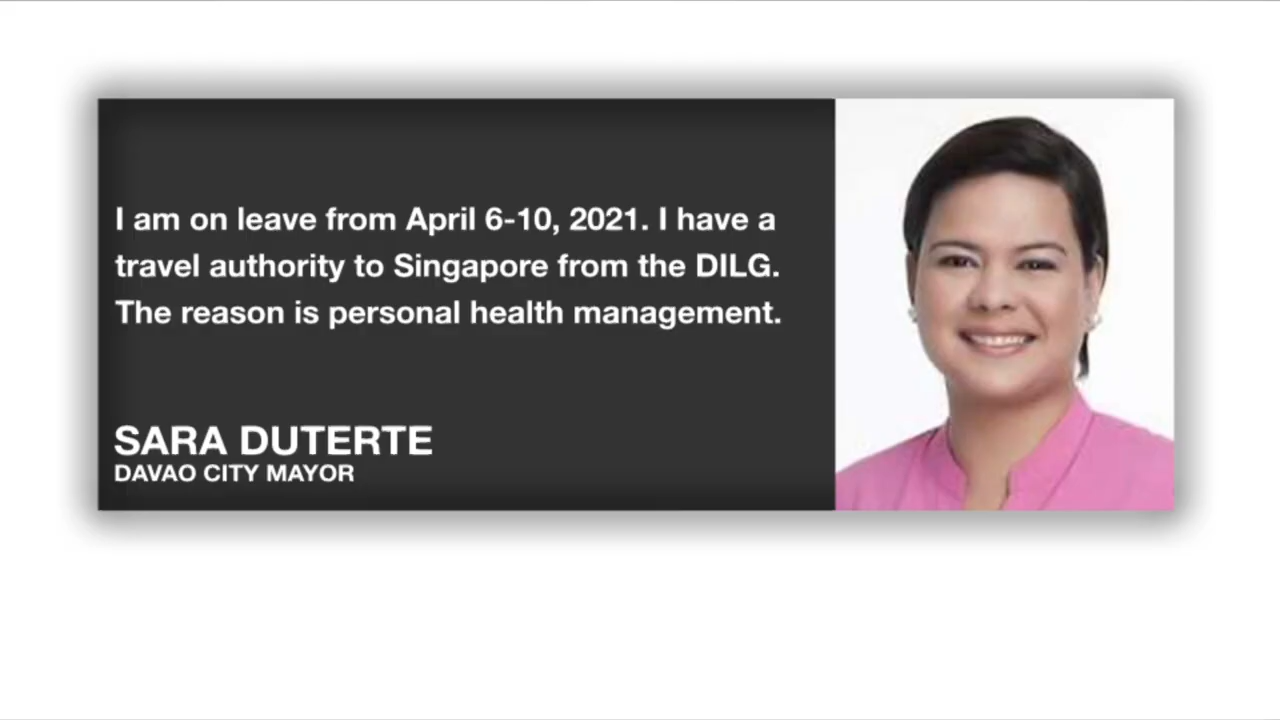 I am on leave from April 6-10, 2021. I have a
travel authority to Singapore from the DILG.
The reason is personal health management.
SARA DUTERTE
DAVAO CITY MAYOR